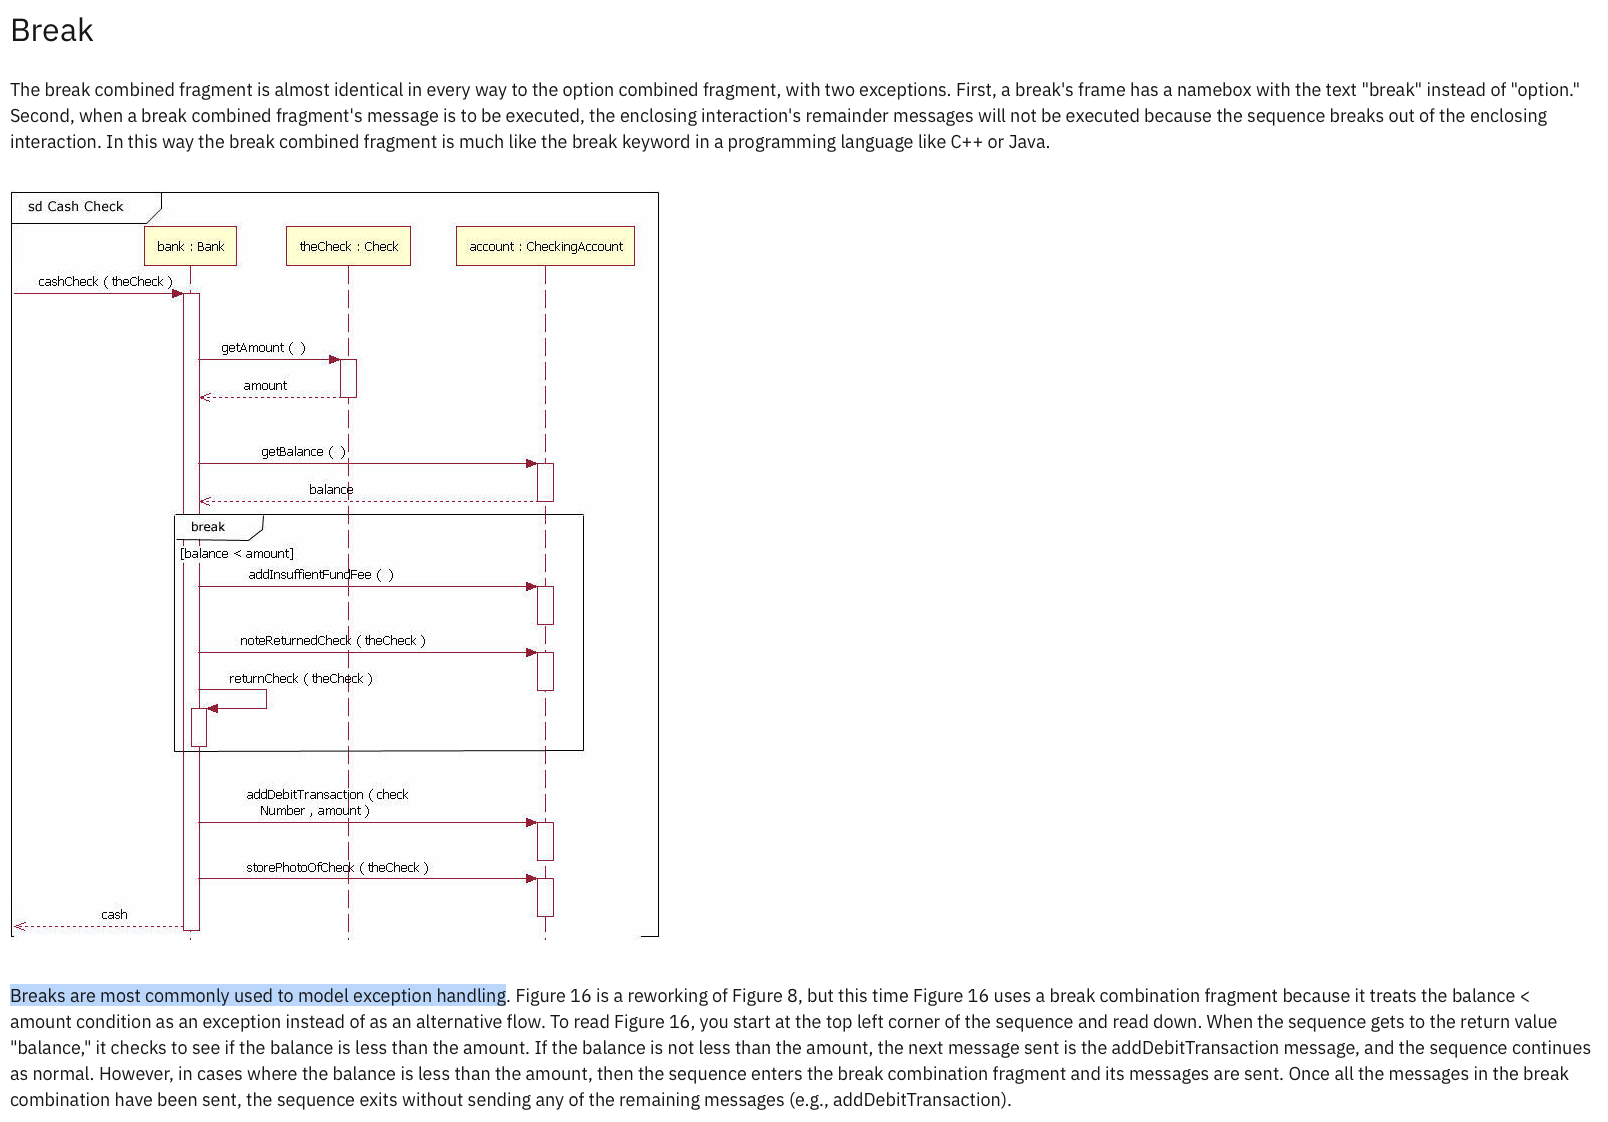 Break
The break combined fragment is almost identical in every way to the option combined fragment, with two exceptions. First, a break's frame has a namebox with the text "break" instead of "option."
Second, when a break combined fragment's message is to be executed, the enclosing interaction's remainder messages will not be executed because the sequence breaks out of the enclosing
interaction. In this way the break combined fragment is much like the break keyword in a programming language like C++ or Java.
sd Cash Check
bank : Bank
theCheck : Check
account : CheckingAccount
cashCheck ( theCheck )
getAmount ( )
amount
getBalance ( )
balance
break
[balance < amount]
addInsuffientFundFee ( )
noteReturnedCheck ( theCheck )
returnCheck ( theCheck )
addDebitTransaction ( check
Number , amount )
storePhotoOfCheck ( theCheck )
cash
Breaks are most commonly used to model exception handling. Figure 16 is a reworking of Figure 8, but this time Figure 16 uses a break combination fragment because it treats the balance <
amount condition as an exception instead of as an alternative flow. To read Figure 16, you start at the top left corner of the sequence and read down. When the sequence gets to the return value
"balance," it checks to see if the balance is less than the amount. If the balance is not less than the amount, the next message sent is the addDebitTransaction message, and the sequence continues
as normal. However, in cases where the balance is less than the amount, then the sequence enters the break combination fragment and its messages are sent. Once all the messages in the break
combination have been sent, the sequence exits without sending any of the remaining messages (e.g., addDebitTransaction).